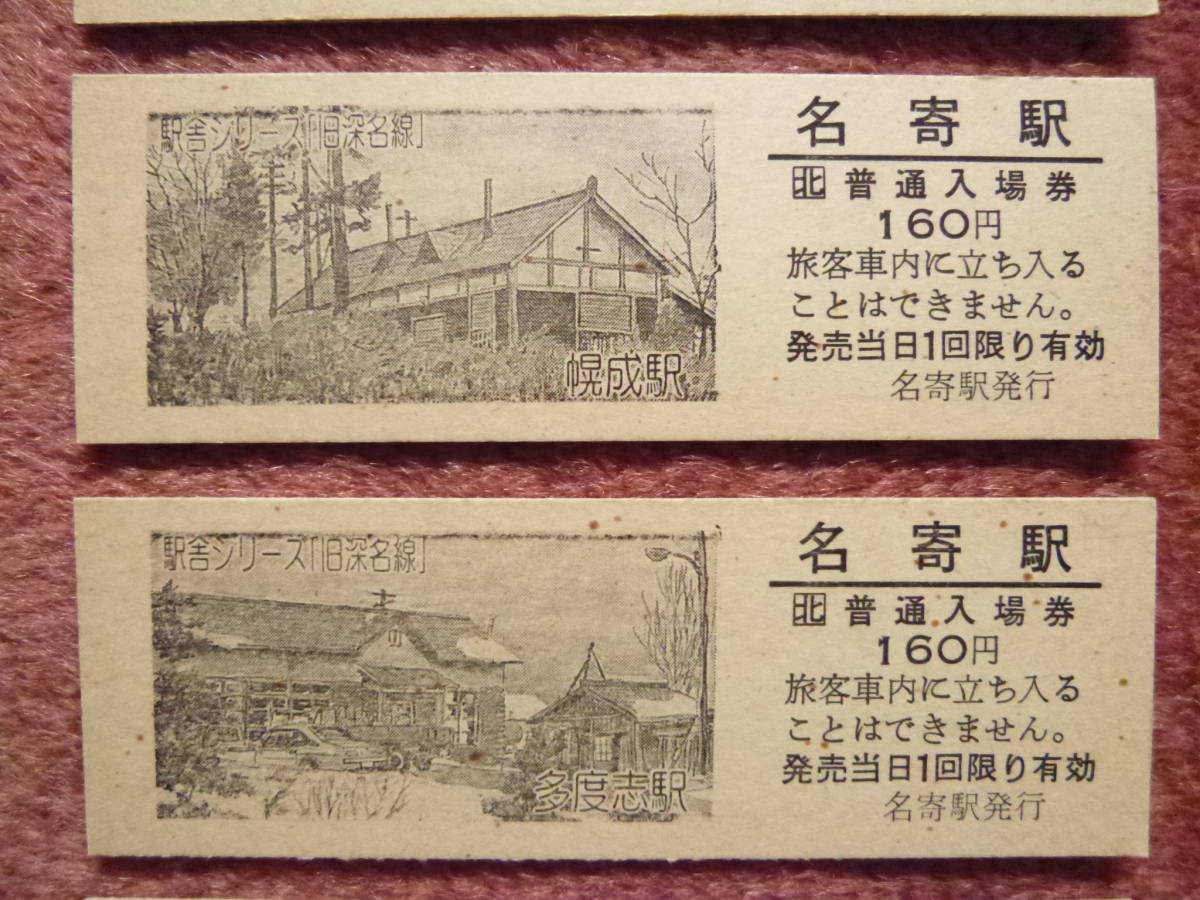 駅舎シリーズ「旧深名線」
幌成駅
名寄駅
北 普通入場券
160円
旅客車内に立ち入る
ことはできません。
発売当日1回限り有効
名寄駅発行
駅舎シリーズ「旧深名線」
多度志駅
名寄駅
北 普通入場券
160円
旅客車内に立ち入る
ことはできません。
発売当日1回限り有効
名寄駅発行